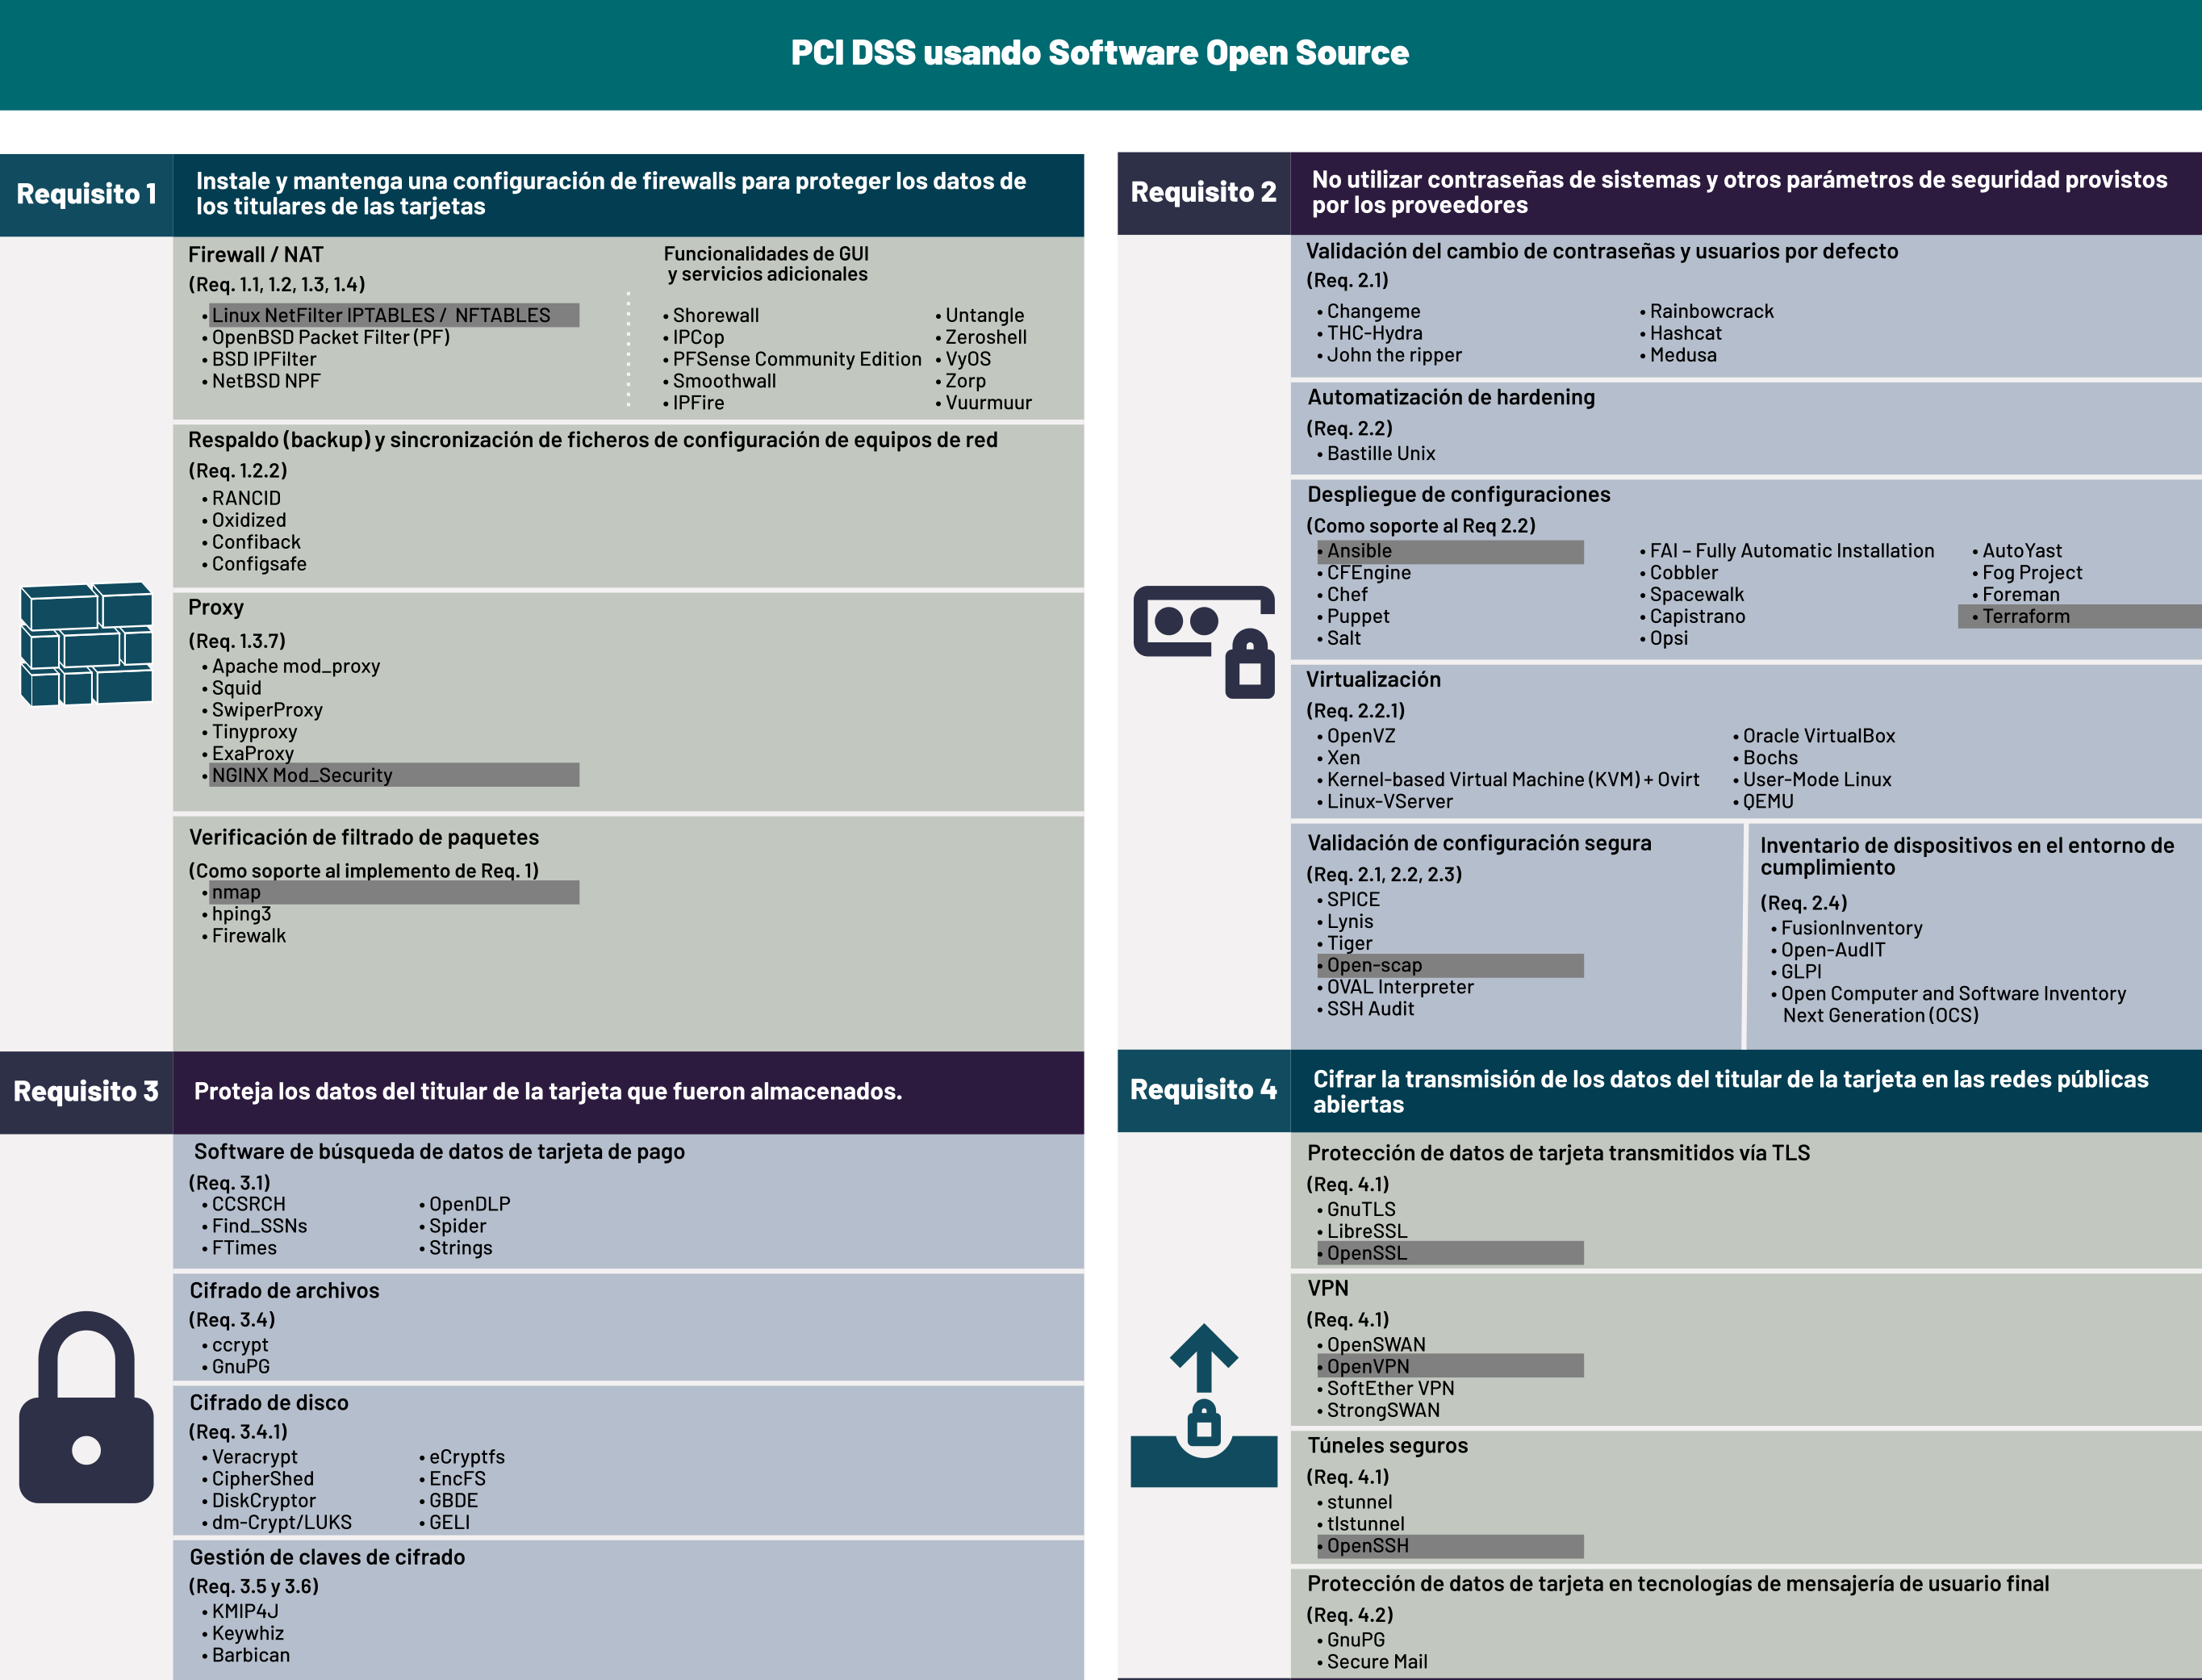 PCI DSS usando Software Open Source
Requisito 1
Instale y mantenga una configuración de firewalls para proteger los datos de
los titulares de las tarjetas
Firewall / NAT
(Req. 1.1, 1.2, 1.3, 1.4)
• Linux NetFilter IPTABLES / NFTABLES
• OpenBSD Packet Filter (PF)
• BSD IPFilter
• NetBSD NPF
Funcionalidades de GUI
y servicios adicionales
• Shorewall
• IPCop
• PFSense Community Edition
• Smoothwall
• IPFire
• Untangle
• Zeroshell
• VyOS
• Zorp
• Vuurmuur
Respaldo (backup) y sincronización de ficheros de configuración de equipos de red
(Req. 1.2.2)
• RANCID
• Oxidized
• Confiback
• Configsafe
Proxy
(Req. 1.3.7)
• Apache mod_proxy
• Squid
• SwiperProxy
• Tinyproxy
• ExaProxy
• NGINX Mod_Security
Verificación de filtrado de paquetes
(Como soporte al implemento de Req. 1)
• nmap
• hping3
• Firewalk
Requisito 2
No utilizar contraseñas de sistemas y otros parámetros de seguridad provistos
por los proveedores
Validación del cambio de contraseñas y usuarios por defecto
(Req. 2.1)
• Changeme
• THC-Hydra
• John the ripper
• Rainbowcrack
• Hashcat
• Medusa
Automatización de hardening
(Req. 2.2)
• Bastille Unix
Despliegue de configuraciones
(Como soporte al Req 2.2)
• Ansible
• CFEngine
• Chef
• Puppet
• Salt
• FAI – Fully Automatic Installation
• Cobbler
• Spacewalk
• Capistrano
• Opsi
• AutoYast
• Fog Project
• Foreman
• Terraform
Virtualización
(Req. 2.2.1)
• OpenVZ
• Xen
• Kernel-based Virtual Machine (KVM) + Ovirt
• Linux-VServer
• Oracle VirtualBox
• Bochs
• User-Mode Linux
• QEMU
Validación de configuración segura
(Req. 2.1, 2.2, 2.3)
• SPICE
• Lynis
• Tiger
• Open-scap
• OVAL Interpreter
• SSH Audit
Inventario de dispositivos en el entorno de
cumplimiento
(Req. 2.4)
• FusionInventory
• Open-AudIT
• GLPI
• Open Computer and Software Inventory
Next Generation (OCS)
Requisito 3
Proteja los datos del titular de la tarjeta que fueron almacenados.
Software de búsqueda de datos de tarjeta de pago
(Req. 3.1)
• CCSRCH
• Find_SSNs
• FTimes
• OpenDLP
• Spider
• Strings
Cifrado de archivos
(Req. 3.4)
• ccrypt
• GnuPG
Cifrado de disco
(Req. 3.4.1)
• Veracrypt
• CipherShed
• DiskCryptor
• dm-Crypt/LUKS
• eCryptfs
• EncFS
• GBDE
• GELI
Gestión de claves de cifrado
(Req. 3.5 y 3.6)
• KMIP4J
• Keywhiz
• Barbican
Requisito 4
Cifrar la transmisión de los datos del titular de la tarjeta en las redes públicas
abiertas
Protección de datos de tarjeta transmitidos vía TLS
(Req. 4.1)
• GnuTLS
• LibreSSL
• OpenSSL
VPN
(Req. 4.1)
• OpenSWAN
• OpenVPN
• SoftEther VPN
• StrongSWAN
Túneles seguros
(Req. 4.1)
• stunnel
• tlstunnel
• OpenSSH
Protección de datos de tarjeta en tecnologías de mensajería de usuario final
(Req. 4.2)
• GnuPG
• Secure Mail